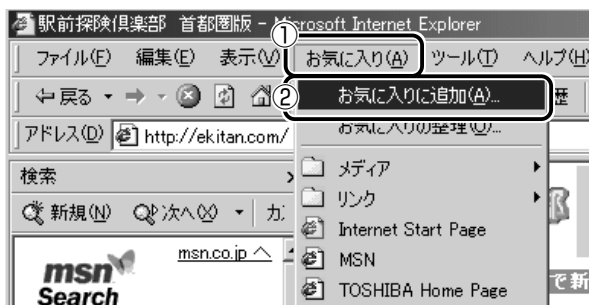 駅前探険倶楽部 首都圏版 - Microsoft Internet Explorer
①
ファイル(F) 編集(E) 表示(V) お気に入り(A) ツール(T) ヘルプ(H)
戻る
② お気に入りに追加(A)...
歴
アドレス(D) http://ekitan.com/
お気に入りの整理(O)...
検索
メディア
リンク
新規(N) 次へ(X)
Internet Start Page
msn.co.jp へ
MSN
msn
Search
TOSHIBA Home Page
で新